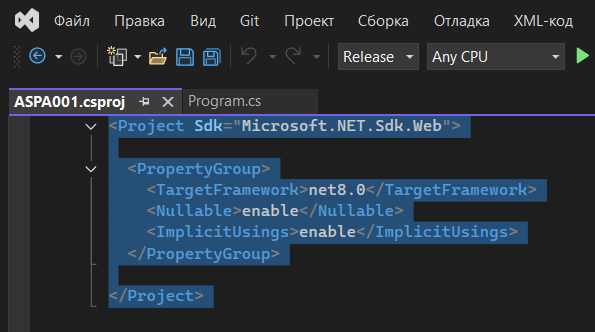 Файл Правка Вид Git Проект Сборка Отладка XML-код
Release Any CPU
ASPA001.csproj Program.cs
<Project Sdk="Microsoft.NET.Sdk.Web">
<PropertyGroup>
<TargetFramework>net8.0</TargetFramework>
<Nullable>enable</Nullable>
<ImplicitUsings>enable</ImplicitUsings>
</PropertyGroup>
</Project>